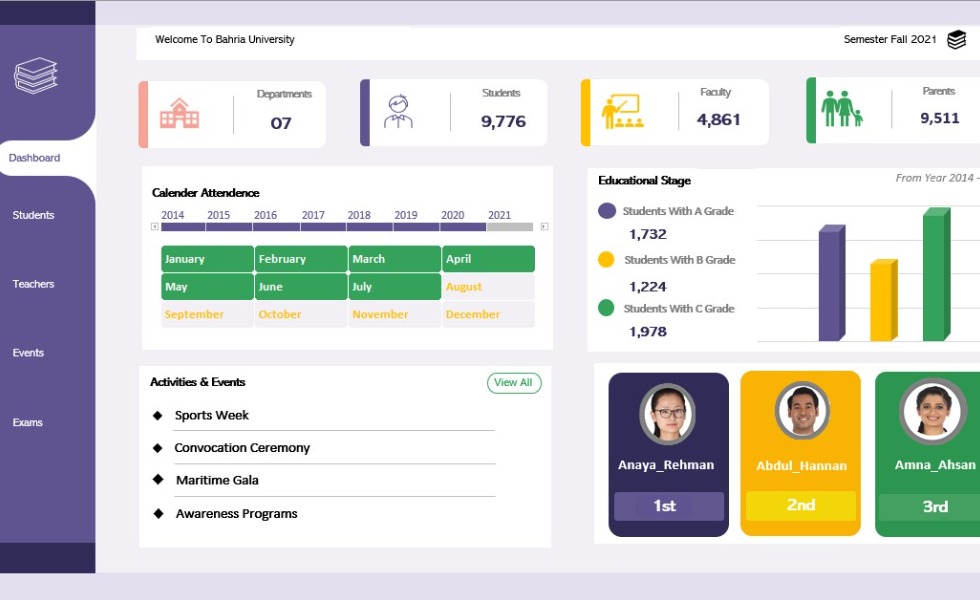 Welcome To Bahria University
Semester Fall 2021
Departments
07
Students
9,776
Faculty
4,861
Parents
9,511
Dashboard
Students
Teachers
Events
Exams
Calender Attendence
2014 2015 2016 2017 2018 2019 2020 2021
January February March April
May June July August
September October November December
Educational Stage
From Year 2014 -
Students With A Grade
1,732
Students With B Grade
1,224
Students With C Grade
1,978
Activities & Events
View All
Sports Week
Convocation Ceremony
Maritime Gala
Awareness Programs
Anaya_Rehman
1st
Abdul_Hannan
2nd
Amna_Ahsan
3rd